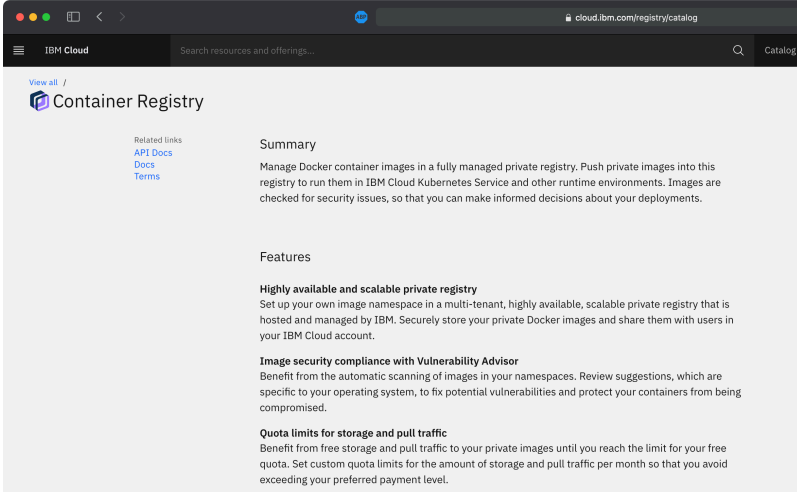 ABP
cloud.ibm.com/registry/catalog
IBM Cloud
Search resources and offerings...
Catalog
View all /
Container Registry
Related links
API Docs
Docs
Terms
Summary
Manage Docker container images in a fully managed private registry. Push private images into this
registry to run them in IBM Cloud Kubernetes Service and other runtime environments. Images are
checked for security issues, so that you can make informed decisions about your deployments.
Features
Highly available and scalable private registry
Set up your own image namespace in a multi-tenant, highly available, scalable private registry that is
hosted and managed by IBM. Securely store your private Docker images and share them with users in
your IBM Cloud account.
Image security compliance with Vulnerability Advisor
Benefit from the automatic scanning of images in your namespaces. Review suggestions, which are
specific to your operating system, to fix potential vulnerabilities and protect your containers from being
compromised.
Quota limits for storage and pull traffic
Benefit from free storage and pull traffic to your private images until you reach the limit for your free
quota. Set custom quota limits for the amount of storage and pull traffic per month so that you avoid
exceeding your preferred payment level.